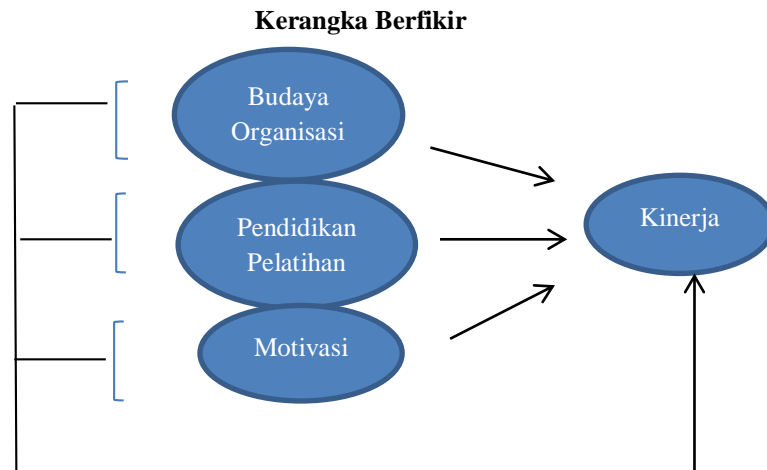 Kerangka Berfikir
Budaya
Organisasi
Pendidikan
Pelatihan
Motivasi
Kinerja